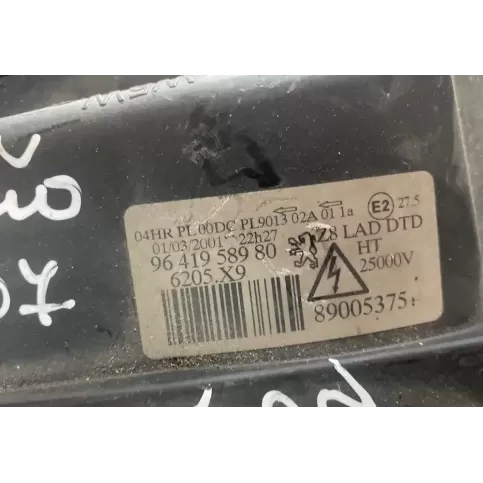 04HR PL 00DC PL9013 02A 01 1a E2 27.5
01/03/2001 22h27 Z8 LAD DTD
96 419 589 80 HT
6205.X9 25000V
89005375
07